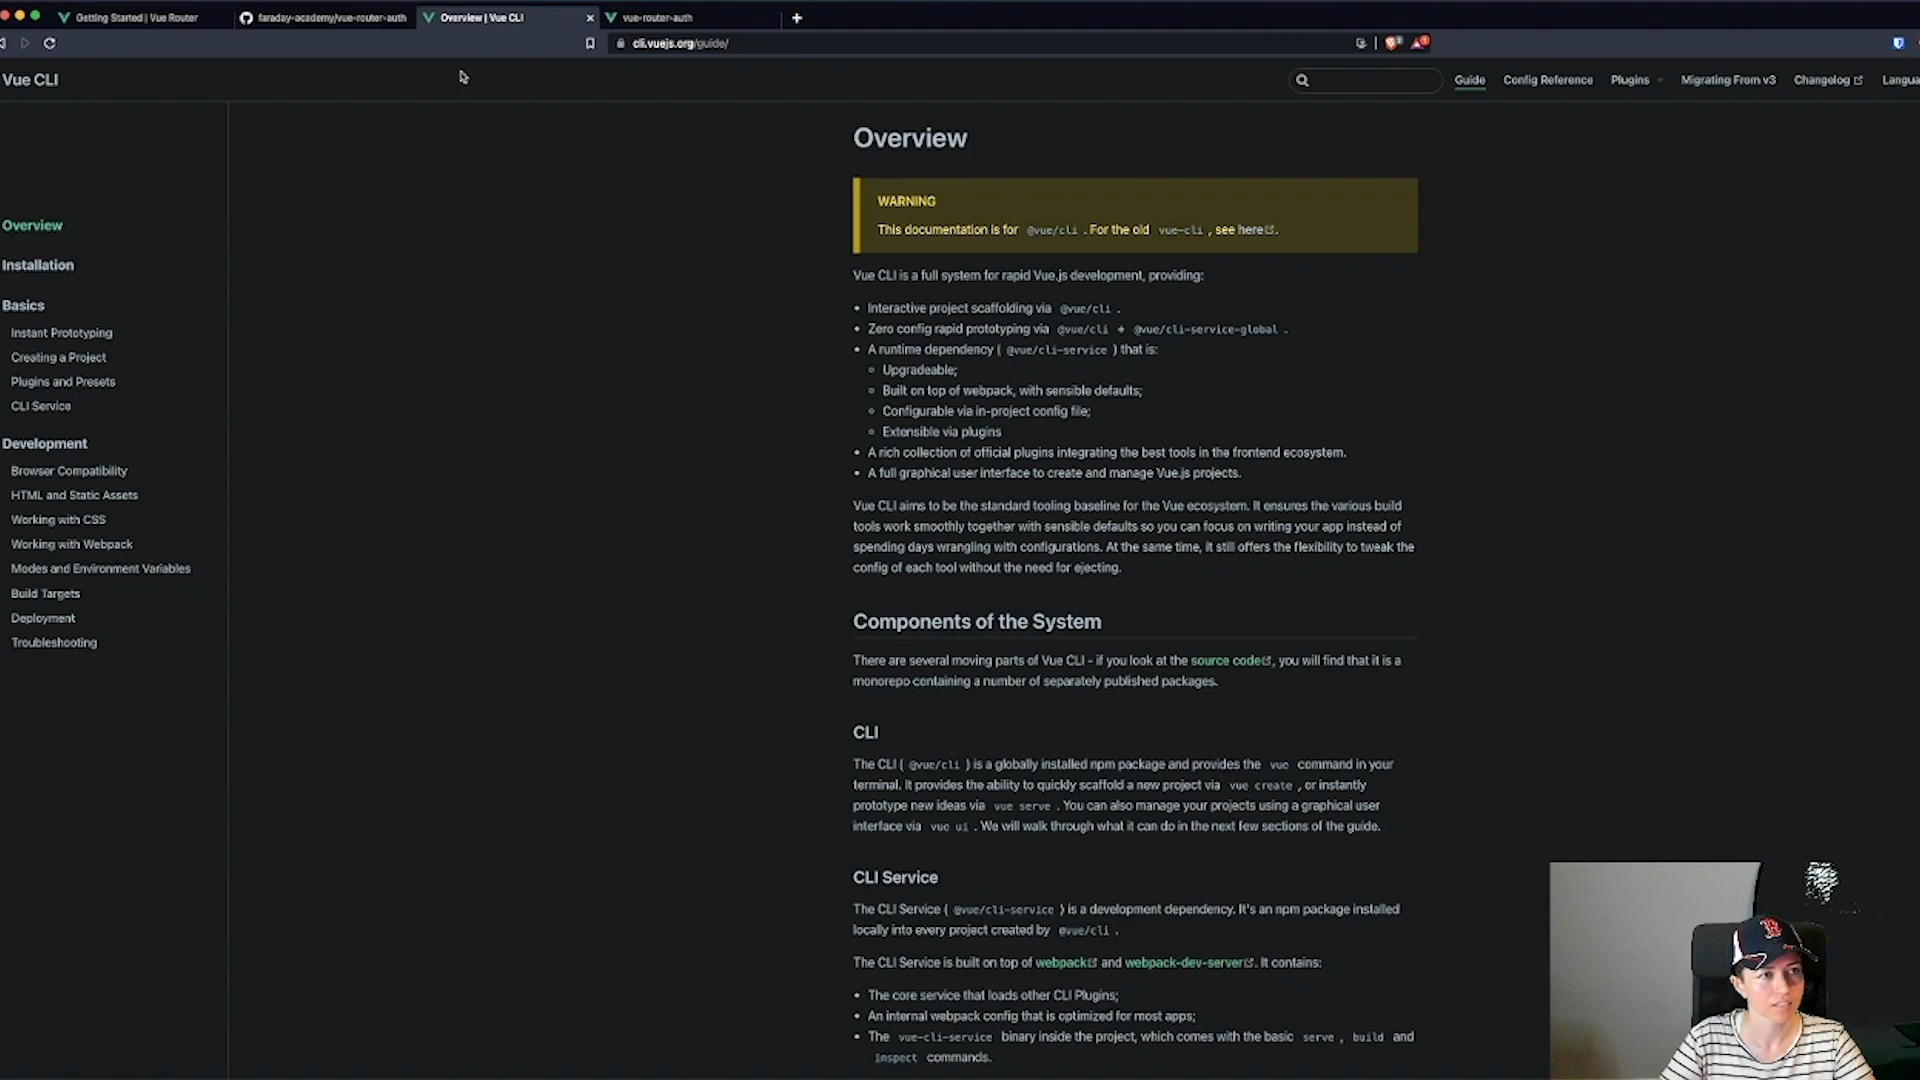 Getting Started | Vue Router
faraday-academy/vue-router-auth
Overview | Vue CLI
vue-router-auth
cli.vuejs.org/guide/
Vue CLI
Guide
Config Reference
Plugins
Migrating From v3
Changelog
Langua
Overview
Installation
Basics
Instant Prototyping
Creating a Project
Plugins and Presets
CLI Service
Development
Browser Compatibility
HTML and Static Assets
Working with CSS
Working with Webpack
Modes and Environment Variables
Build Targets
Deployment
Troubleshooting
Overview
WARNING
This documentation is for @vue/cli . For the old vue-cli , see here.
Vue CLI is a full system for rapid Vue.js development, providing:
• Interactive project scaffolding via @vue/cli .
• Zero config rapid prototyping via @vue/cli + @vue/cli-service-global .
• A runtime dependency ( @vue/cli-service ) that is:
Upgradeable;
Built on top of webpack, with sensible defaults;
Configurable via in-project config file;
Extensible via plugins
• A rich collection of official plugins integrating the best tools in the frontend ecosystem.
• A full graphical user interface to create and manage Vue.js projects.
Vue CLI aims to be the standard tooling baseline for the Vue ecosystem. It ensures the various build
tools work smoothly together with sensible defaults so you can focus on writing your app instead of
spending days wrangling with configurations. At the same time, it still offers the flexibility to tweak the
config of each tool without the need for ejecting.
Components of the System
There are several moving parts of Vue CLI - if you look at the source code, you will find that it is a
monorepo containing a number of separately published packages.
CLI
The CLI ( @vue/cli ) is a globally installed npm package and provides the vue command in your
terminal. It provides the ability to quickly scaffold a new project via vue create , or instantly
prototype new ideas via vue serve . You can also manage your projects using a graphical user
interface via vue ui . We will walk through what it can do in the next few sections of the guide.
CLI Service
The CLI Service ( @vue/cli-service ) is a development dependency. It's an npm package installed
locally into every project created by @vue/cli .
The CLI Service is built on top of webpack and webpack-dev-server. It contains:
• The core service that loads other CLI Plugins;
• An internal webpack config that is optimized for most apps;
• The vue-cli-service binary inside the project, which comes with the basic serve , build and
inspect commands.